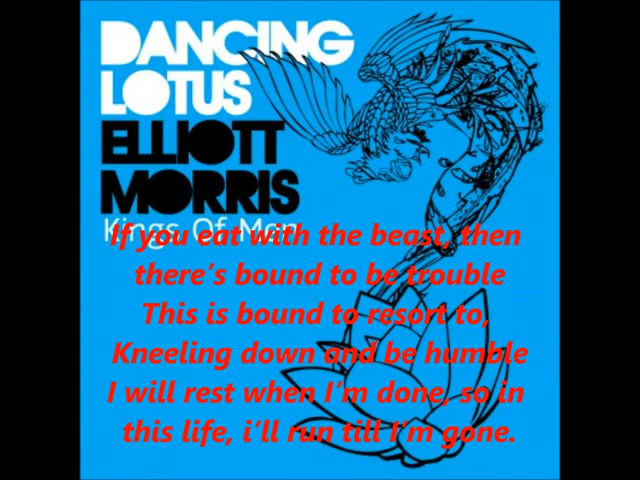 DANCING
LOTUS
ELLIOTT
MORRIS
Kings Of Men
If you eat with the beast, then
there's bound to be trouble
This is bound to resort to,
Kneeling down and be humble
I will rest when I'm done, so in
this life, i'll run till I'm gone.